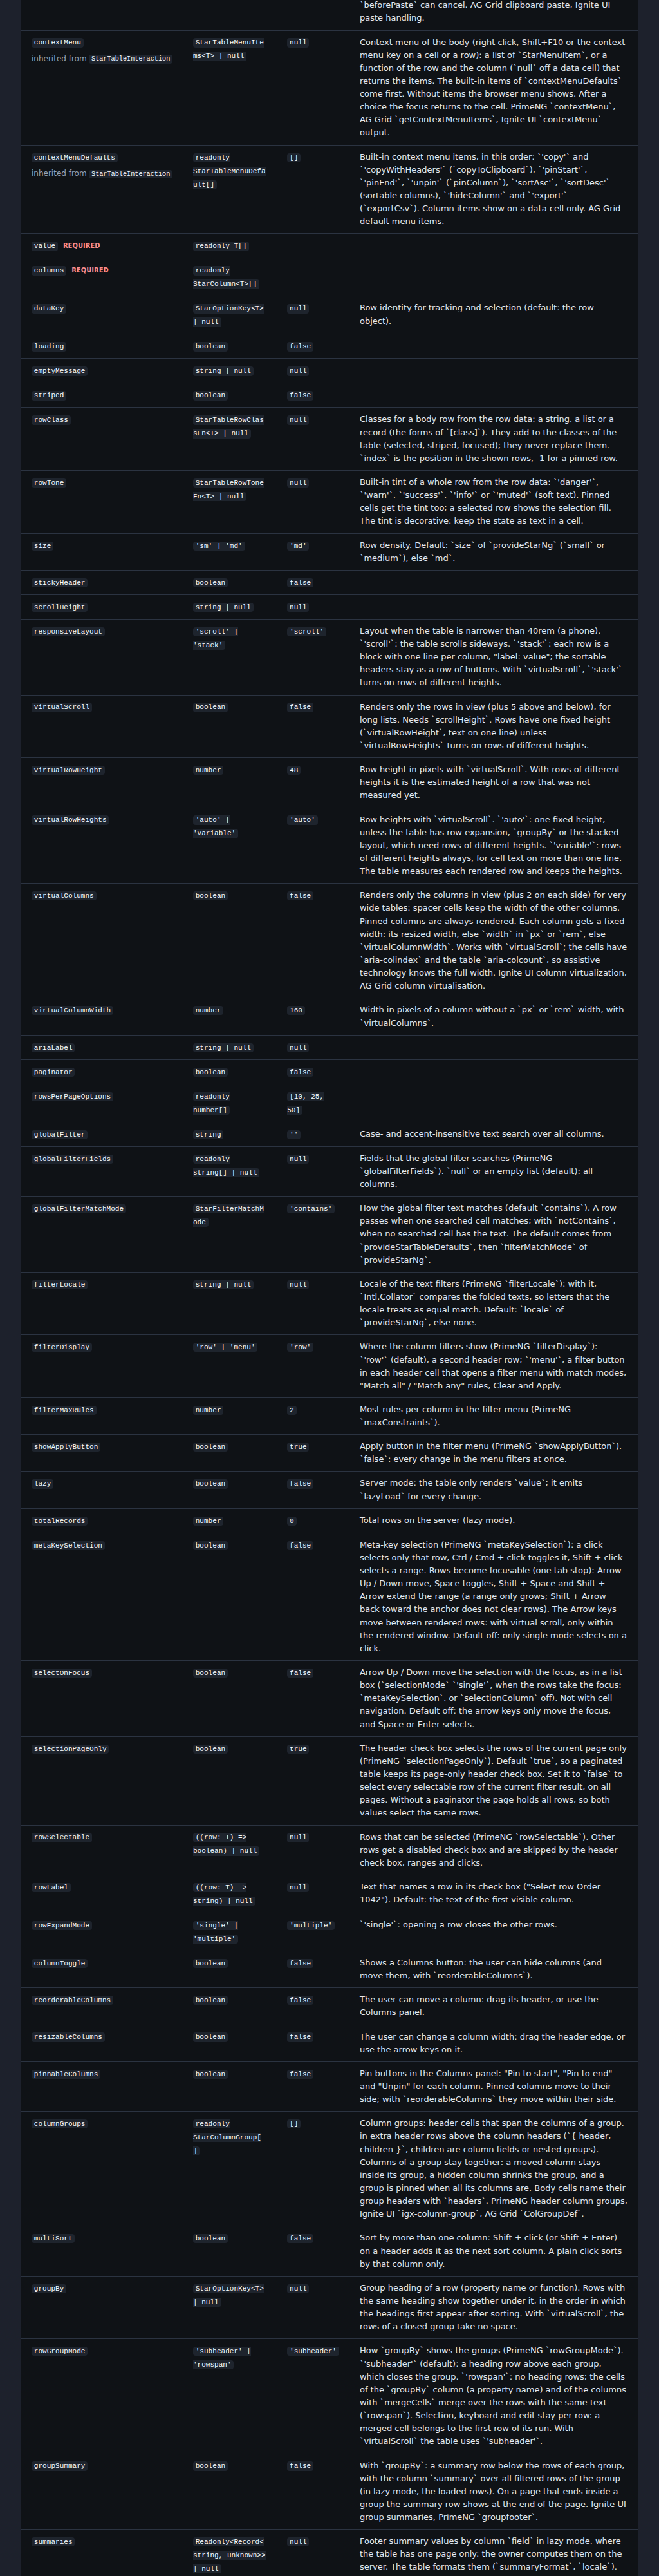 `beforePaste` can cancel. AG Grid clipboard paste, Ignite UI
paste handling.
contextMenu
inherited from StarTableInteraction
StarTableMenuIte
ms<T> | null
null
Context menu of the body (right click, Shift+F10 or the context
menu key on a cell or a row): a list of `StarMenuItem`, or a
function of the row and the column (`null` off a data cell) that
returns the items. The built-in items of `contextMenuDefaults`
come first. Without items the browser menu shows. After a
choice the focus returns to the cell. PrimeNG `contextMenu`,
AG Grid `getContextMenuItems`, Ignite UI `contextMenu`
output.
contextMenuDefaults
inherited from StarTableInteraction
readonly
StarTableMenuDefa
ult[]
[]
Built-in context menu items, in this order: `'copy'` and
`'copyWithHeaders'` (`copyToClipboard`), `'pinStart'`,
`'pinEnd'`, `'unpin'` (`pinColumn`), `'sortAsc'`, `'sortDesc'`
(sortable columns), `'hideColumn'` and `'export'`
(`exportCsv`). Column items show on a data cell only. AG Grid
default menu items.
value REQUIRED
readonly T[]
columns REQUIRED
readonly
StarColumn<T>[]
dataKey
StarOptionKey<T>
| null
null
Row identity for tracking and selection (default: the row
object).
loading
boolean
false
emptyMessage
string | null
null
striped
boolean
false
rowClass
StarTableRowClas
sFn<T> | null
null
Classes for a body row from the row data: a string, a list or a
record (the forms of `[class]`). They add to the classes of the
table (selected, striped, focused); they never replace them.
`index` is the position in the shown rows, -1 for a pinned row.
rowTone
StarTableRowTone
Fn<T> | null
null
Built-in tint of a whole row from the row data: `'danger'`,
`'warn'`, `'success'`, `'info'` or `'muted'` (soft text). Pinned
cells get the tint too; a selected row shows the selection fill.
The tint is decorative: keep the state as text in a cell.
size
'sm' | 'md'
'md'
Row density. Default: `size` of `provideStarNg` (`small` or
`medium`), else `md`.
stickyHeader
boolean
false
scrollHeight
string | null
null
responsiveLayout
'scroll' |
'stack'
'scroll'
Layout when the table is narrower than 40rem (a phone).
`'scroll'`: the table scrolls sideways. `'stack'`: each row is a
block with one line per column, "label: value"; the sortable
headers stay as a row of buttons. With `virtualScroll`, `'stack'`
turns on rows of different heights.
virtualScroll
boolean
false
Renders only the rows in view (plus 5 above and below), for
long lists. Needs `scrollHeight`. Rows have one fixed height
(`virtualRowHeight`, text on one line) unless
`virtualRowHeights` turns on rows of different heights.
virtualRowHeight
number
48
Row height in pixels with `virtualScroll`. With rows of different
heights it is the estimated height of a row that was not
measured yet.
virtualRowHeights
'auto' |
'variable'
'auto'
Row heights with `virtualScroll`. `'auto'`: one fixed height,
unless the table has row expansion, `groupBy` or the stacked
layout, which need rows of different heights. `'variable'`: rows
of different heights always, for cell text on more than one line.
The table measures each rendered row and keeps the heights.
virtualColumns
boolean
false
Renders only the columns in view (plus 2 on each side) for very
wide tables: spacer cells keep the width of the other columns.
Pinned columns are always rendered. Each column gets a fixed
width: its resized width, else `width` in `px` or `rem`, else
`virtualColumnWidth`. Works with `virtualScroll`; the cells have
`aria-colindex` and the table `aria-colcount`, so assistive
technology knows the full width. Ignite UI column virtualization,
AG Grid column virtualisation.
virtualColumnWidth
number
160
Width in pixels of a column without a `px` or `rem` width, with
`virtualColumns`.
ariaLabel
string | null
null
paginator
boolean
false
rowsPerPageOptions
readonly
number[]
[10, 25,
50]
globalFilter
string
''
Case- and accent-insensitive text search over all columns.
globalFilterFields
readonly
string[] | null
null
Fields that the global filter searches (PrimeNG
`globalFilterFields`). `null` or an empty list (default): all
columns.
globalFilterMatchMode
StarFilterMatchM
ode
'contains'
How the global filter text matches (default `contains`). A row
passes when one searched cell matches; with `notContains`,
when no searched cell has the text. The default comes from
`provideStarTableDefaults`, then `filterMatchMode` of
`provideStarNg`.
filterLocale
string | null
null
Locale of the text filters (PrimeNG `filterLocale`): with it,
`Intl.Collator` compares the folded texts, so letters that the
locale treats as equal match. Default: `locale` of
`provideStarNg`, else none.
filterDisplay
'row' | 'menu'
'row'
Where the column filters show (PrimeNG `filterDisplay`):
`'row'` (default), a second header row; `'menu'`, a filter button
in each header cell that opens a filter menu with match modes,
"Match all" / "Match any" rules, Clear and Apply.
filterMaxRules
number
2
Most rules per column in the filter menu (PrimeNG
`maxConstraints`).
showApplyButton
boolean
true
Apply button in the filter menu (PrimeNG `showApplyButton`).
`false`: every change in the menu filters at once.
lazy
boolean
false
Server mode: the table only renders `value`; it emits
`lazyLoad` for every change.
totalRecords
number
0
Total rows on the server (lazy mode).
metaKeySelection
boolean
false
Meta-key selection (PrimeNG `metaKeySelection`): a click
selects only that row, Ctrl / Cmd + click toggles it, Shift + click
selects a range. Rows become focusable (one tab stop): Arrow
Up / Down move, Space toggles, Shift + Space and Shift +
Arrow extend the range (a range only grows; Shift + Arrow
back toward the anchor does not clear rows). The Arrow keys
move between rendered rows: with virtual scroll, only within
the rendered window. Default off: only single mode selects on a
click.
selectOnFocus
boolean
false
Arrow Up / Down move the selection with the focus, as in a list
box (`selectionMode` `'single'`, when the rows take the focus:
`metaKeySelection`, or `selectionColumn` off). Not with cell
navigation. Default off: the arrow keys only move the focus,
and Space or Enter selects.
selectionPageOnly
boolean
true
The header check box selects the rows of the current page only
(PrimeNG `selectionPageOnly`). Default `true`, so a paginated
table keeps its page-only header check box. Set it to `false` to
select every selectable row of the current filter result, on all
pages. Without a paginator the page holds all rows, so both
values select the same rows.
rowSelectable
((row: T) =>
boolean) | null
null
Rows that can be selected (PrimeNG `rowSelectable`). Other
rows get a disabled check box and are skipped by the header
check box, ranges and clicks.
rowLabel
((row: T) =>
string) | null
null
Text that names a row in its check box ("Select row Order
1042"). Default: the text of the first visible column.
rowExpandMode
'single' |
'multiple'
'multiple'
`'single'`: opening a row closes the other rows.
columnToggle
boolean
false
Shows a Columns button: the user can hide columns (and
move them, with `reorderableColumns`).
reorderableColumns
boolean
false
The user can move a column: drag its header, or use the
Columns panel.
resizableColumns
boolean
false
The user can change a column width: drag the header edge, or
use the arrow keys on it.
pinnableColumns
boolean
false
Pin buttons in the Columns panel: "Pin to start", "Pin to end"
and "Unpin" for each column. Pinned columns move to their
side; with `reorderableColumns` they move within their side.
columnGroups
readonly
StarColumnGroup[
]
[]
Column groups: header cells that span the columns of a group,
in extra header rows above the column headers (`{ header,
children }`, children are column fields or nested groups).
Columns of a group stay together: a moved column stays
inside its group, a hidden column shrinks the group, and a
group is pinned when all its columns are. Body cells name their
group headers with `headers`. PrimeNG header column groups,
Ignite UI `igx-column-group`, AG Grid `ColGroupDef`.
multiSort
boolean
false
Sort by more than one column: Shift + click (or Shift + Enter)
on a header adds it as the next sort column. A plain click sorts
by that column only.
groupBy
StarOptionKey<T>
| null
null
Group heading of a row (property name or function). Rows with
the same heading show together under it, in the order in which
the headings first appear after sorting. With `virtualScroll`, the
rows of a closed group take no space.
rowGroupMode
'subheader' |
'rowspan'
'subheader'
How `groupBy` shows the groups (PrimeNG `rowGroupMode`).
`'subheader'` (default): a heading row above each group,
which closes the group. `'rowspan'`: no heading rows; the cells
of the `groupBy` column (a property name) and of the columns
with `mergeCells` merge over the rows with the same text
(`rowspan`). Selection, keyboard and edit stay per row: a
merged cell belongs to the first row of its run. With
`virtualScroll` the table uses `'subheader'`.
groupSummary
boolean
false
With `groupBy`: a summary row below the rows of each group,
with the column `summary` over all filtered rows of the group
(in lazy mode, the loaded rows). On a page that ends inside a
group the summary row shows at the end of the page. Ignite UI
group summaries, PrimeNG `groupfooter`.
summaries
Readonly<Record<
string, unknown>>
| null
null
Footer summary values by column `field` in lazy mode, where
the table has one page only: the owner computes them on the
server. The table formats them (`summaryFormat`, `locale`).